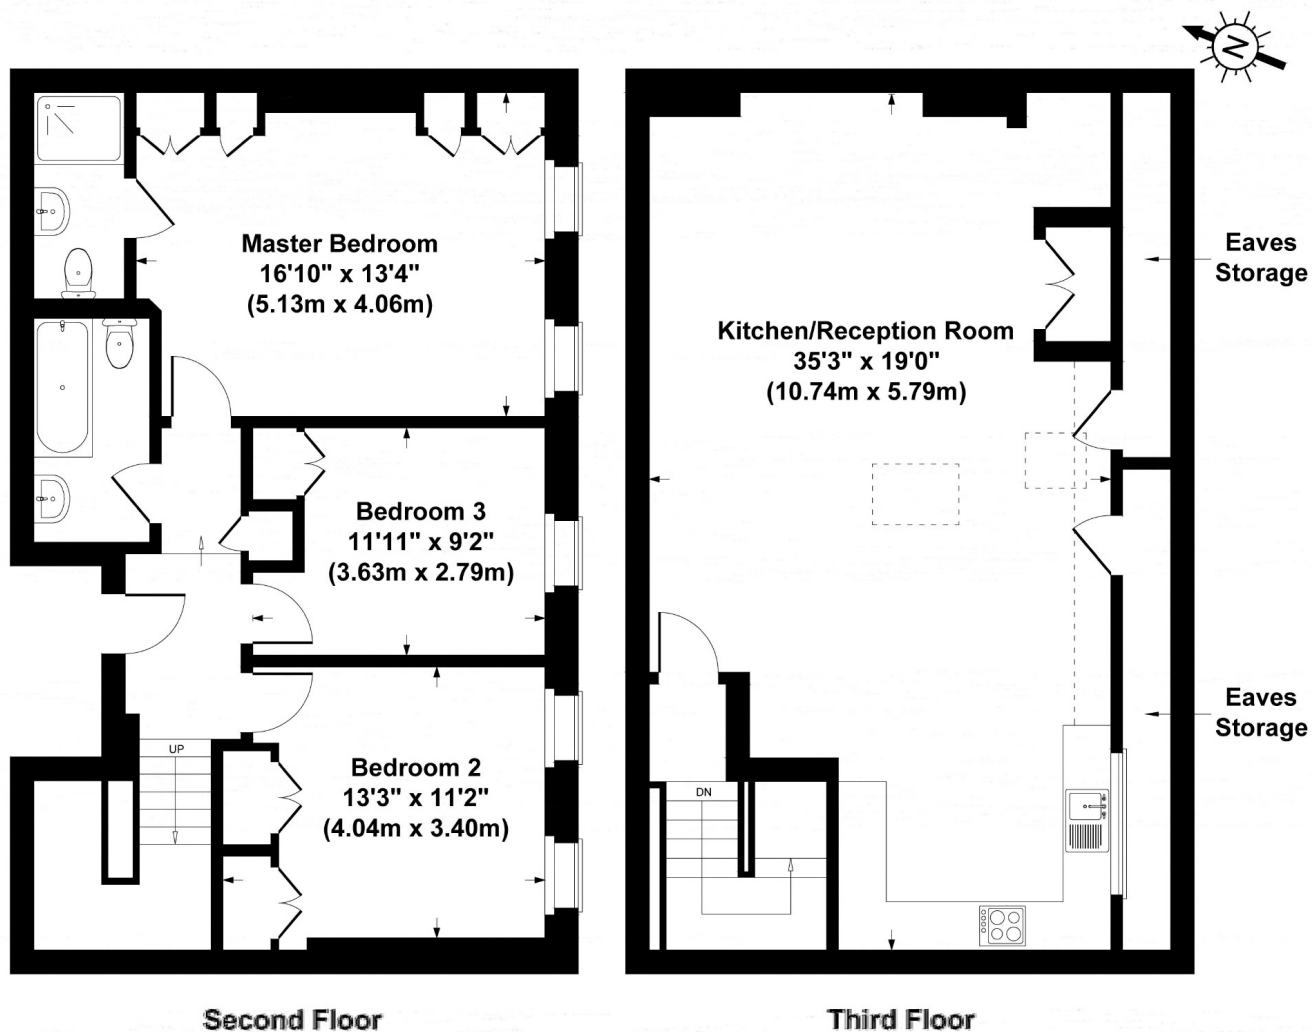 N
Master Bedroom
16'10" x 13'4"
(5.13m x 4.06m)
Bedroom 3
11'11" x 9'2"
(3.63m x 2.79m)
UP
Bedroom 2
13'3" x 11'2"
(4.04m x 3.40m)
Second Floor
Kitchen/Reception Room
35'3" x 19'0"
(10.74m x 5.79m)
Eaves
Storage
Eaves
Storage
DN
Third Floor